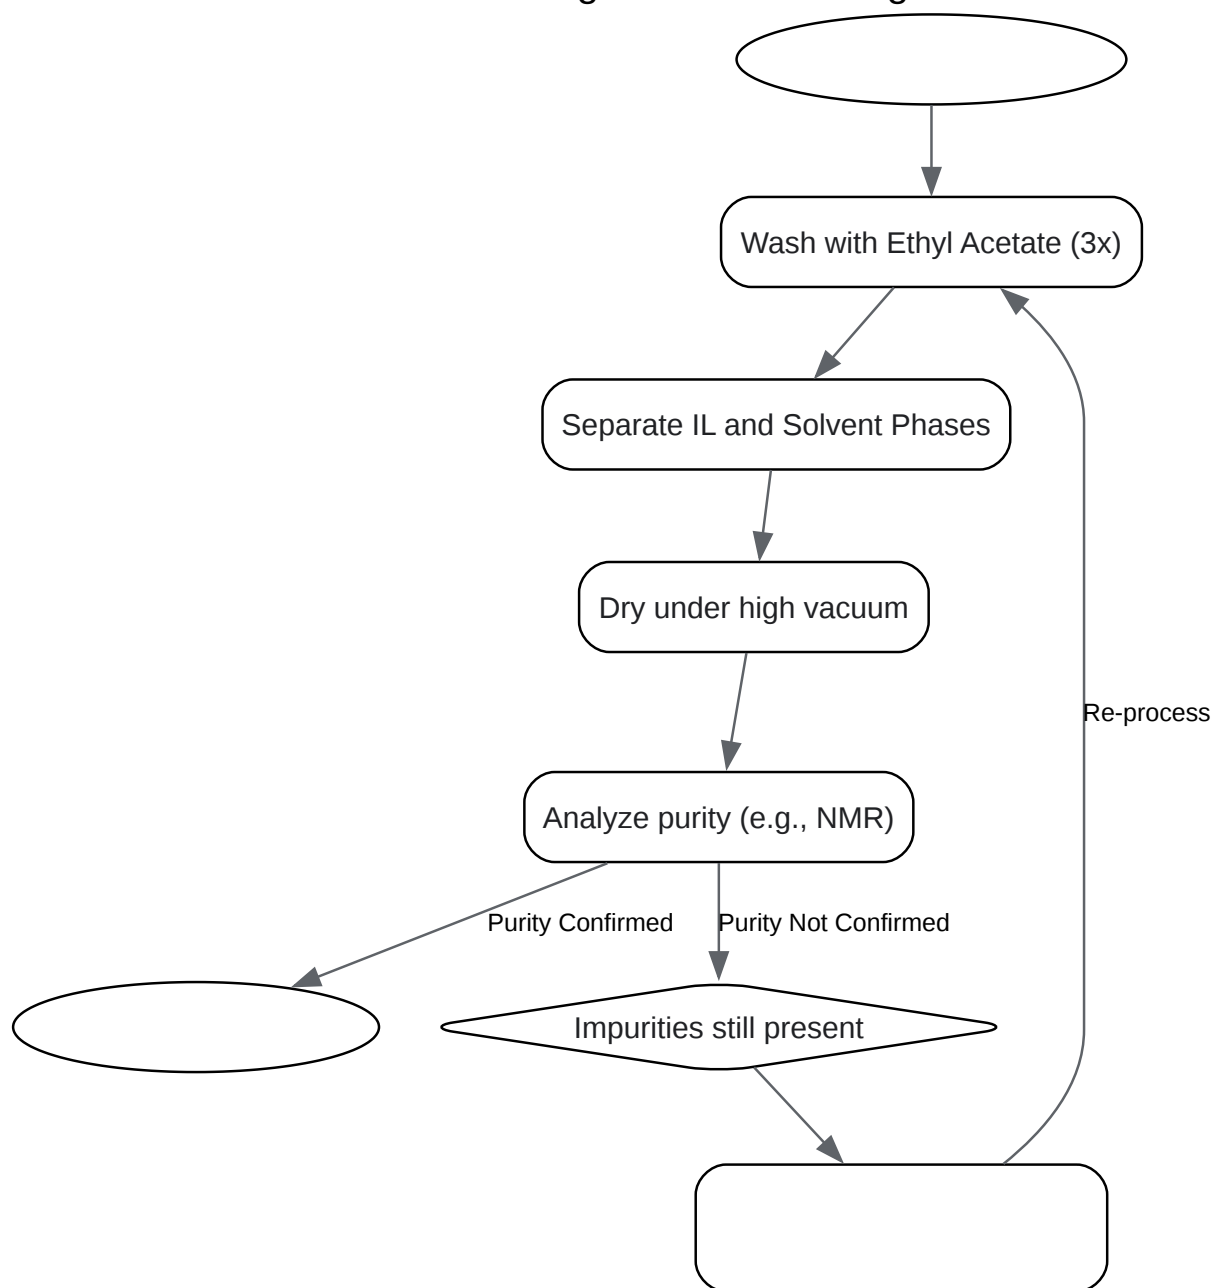 Wash with Ethyl Acetate (3x)
Separate IL and Solvent Phases
Dry under high vacuum
Re-process
Analyze purity (e.g., NMR)
Purity Confirmed
Purity Not Confirmed
Impurities still present